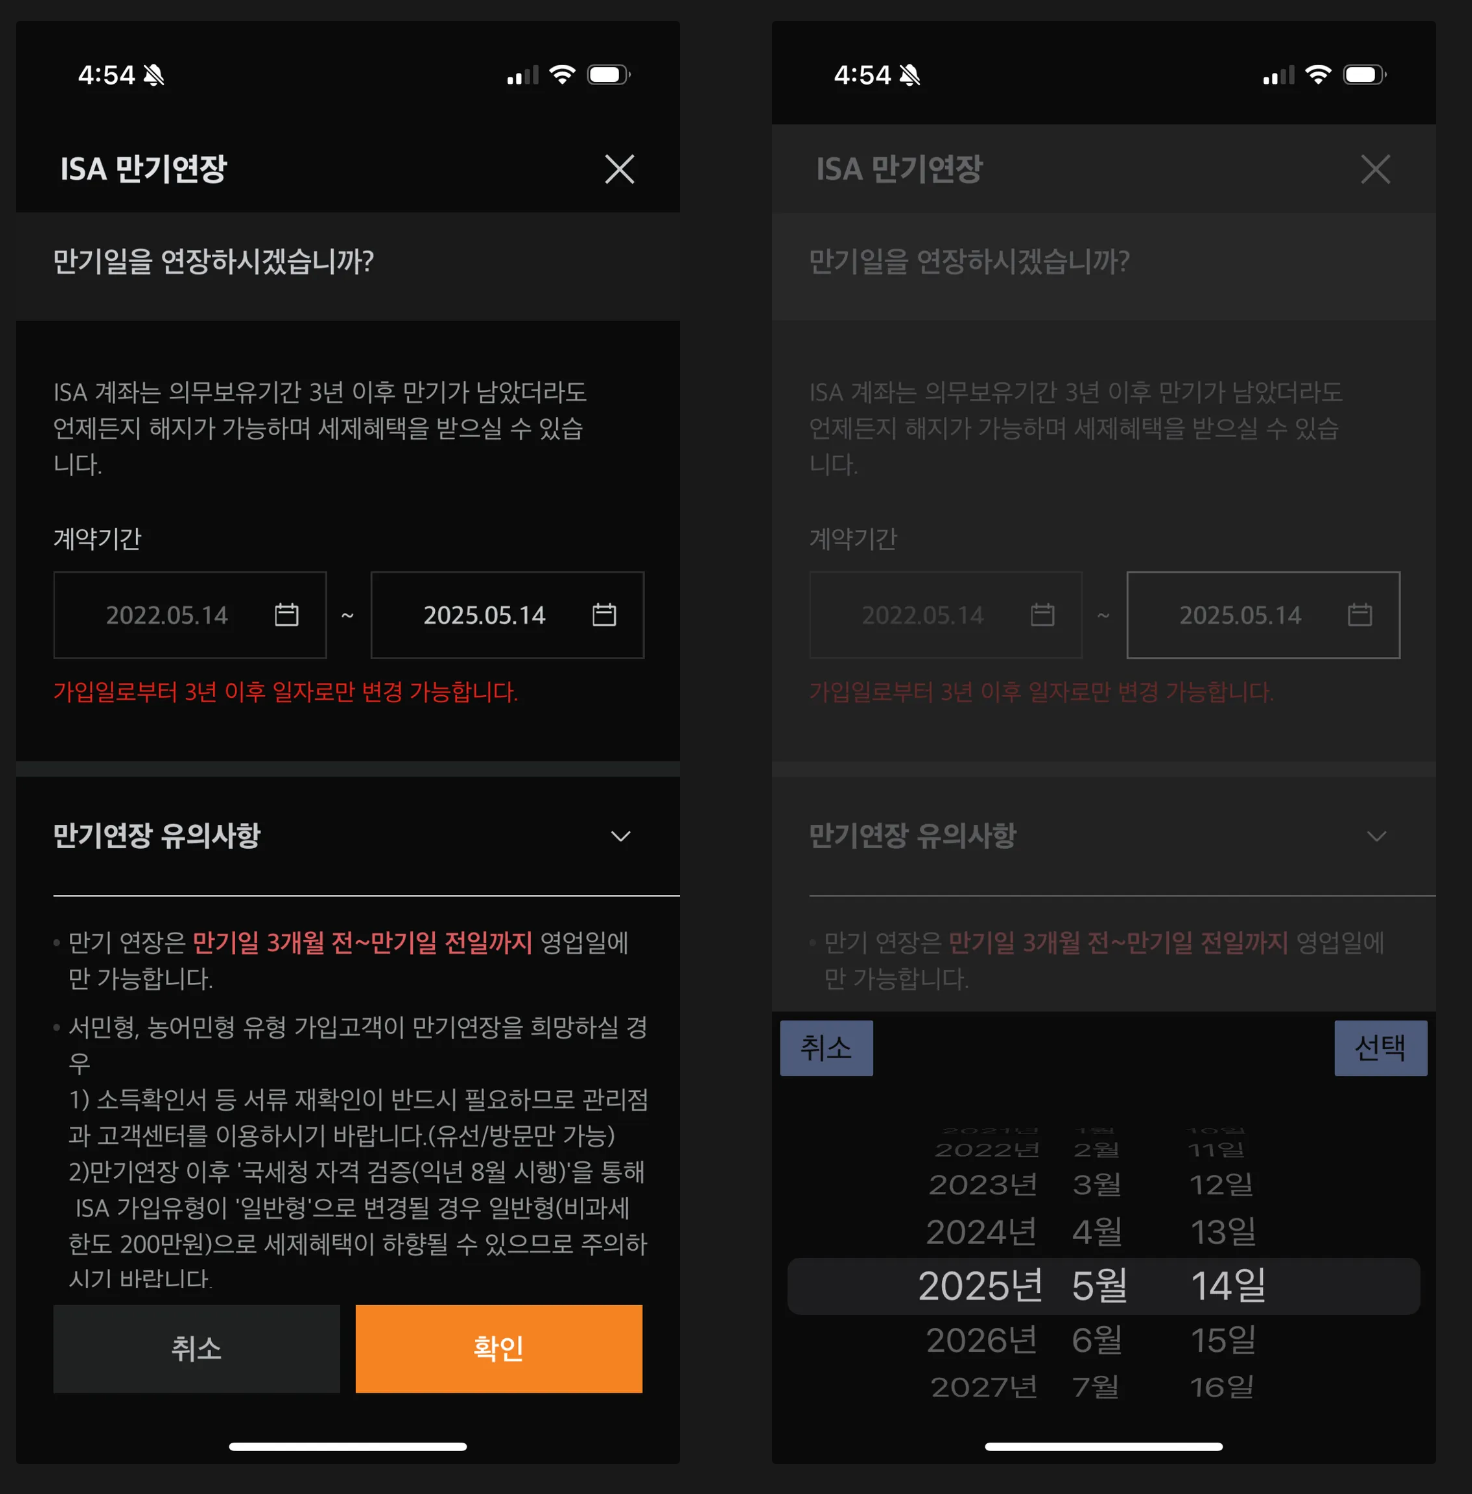 4:54
ISA 만기연장
만기일을 연장하시겠습니까?
ISA 계좌는 의무보유기간 3년 이후 만기가 남았더라도
언제든지 해지가 가능하며 세제혜택을 받으실 수 있습
니다.
계약기간
2022.05.14 ~ 2025.05.14
가입일로부터 3년 이후 일자로만 변경 가능합니다.
만기연장 유의사항
• 만기 연장은 만기일 3개월 전~만기일 전일까지 영업일에
만 가능합니다.
• 서민형, 농어민형 유형 가입고객이 만기연장을 희망하실 경
우
1) 소득확인서 등 서류 재확인이 반드시 필요하므로 관리점
과 고객센터를 이용하시기 바랍니다.(유선/방문만 가능)
2)만기연장 이후 '국세청 자격 검증(익년 8월 시행)'을 통해
ISA 가입유형이 '일반형'으로 변경될 경우 일반형(비과세
한도 200만원)으로 세제혜택이 하향될 수 있으므로 주의하
시기 바랍니다.
취소 확인
4:54
ISA 만기연장
만기일을 연장하시겠습니까?
ISA 계좌는 의무보유기간 3년 이후 만기가 남았더라도
언제든지 해지가 가능하며 세제혜택을 받으실 수 있습
니다.
계약기간
2022.05.14 ~ 2025.05.14
가입일로부터 3년 이후 일자로만 변경 가능합니다.
만기연장 유의사항
• 만기 연장은 만기일 3개월 전~만기일 전일까지 영업일에
만 가능합니다.
취소 선택
2021년 1월 10일
2022년 2월 11일
2023년 3월 12일
2024년 4월 13일
2025년 5월 14일
2026년 6월 15일
2027년 7월 16일